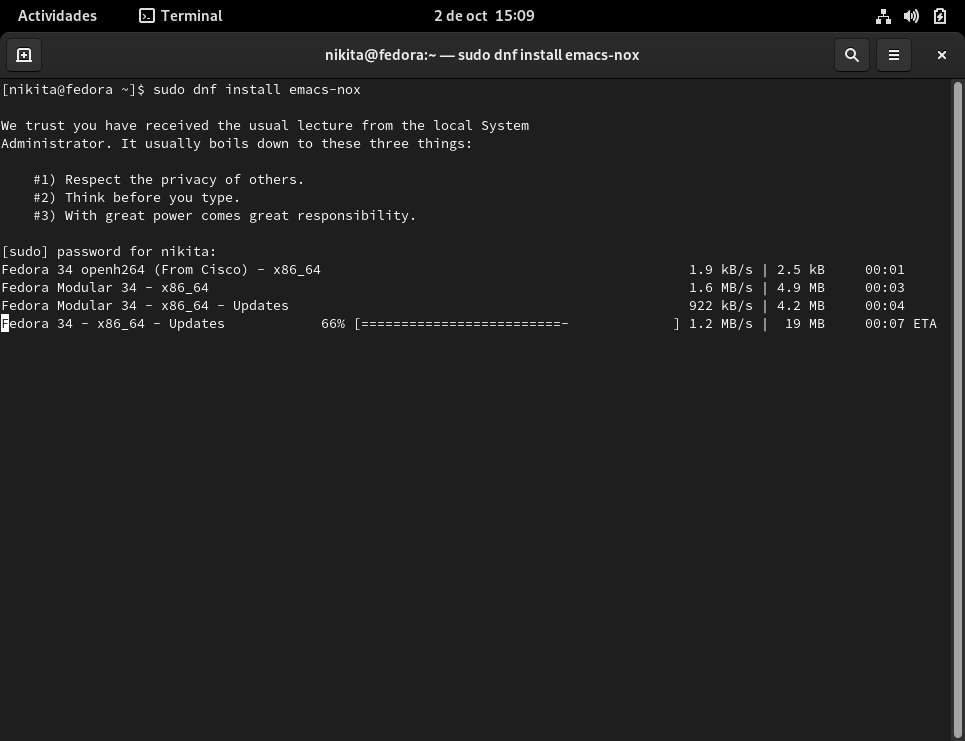 Actividades Terminal 2 de oct 15:09
nikita@fedora:~ — sudo dnf install emacs-nox
[nikita@fedora ~]$ sudo dnf install emacs-nox
We trust you have received the usual lecture from the local System
Administrator. It usually boils down to these three things:
#1) Respect the privacy of others.
#2) Think before you type.
#3) With great power comes great responsibility.
[sudo] password for nikita:
Fedora 34 openh264 (From Cisco) - x86_64 1.9 kB/s | 2.5 kB 00:01
Fedora Modular 34 - x86_64 1.6 MB/s | 4.9 MB 00:03
Fedora Modular 34 - x86_64 - Updates 922 kB/s | 4.2 MB 00:04
Fedora 34 - x86_64 - Updates 66% [=========================- ] 1.2 MB/s | 19 MB 00:07 ETA